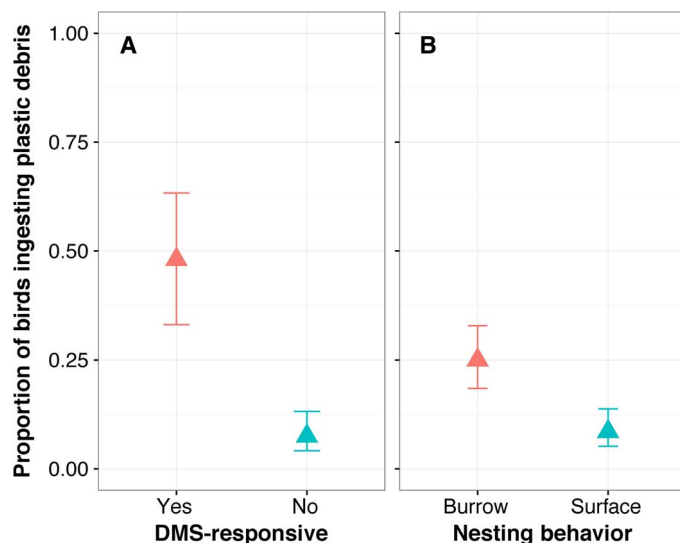 Proportion of birds ingesting plastic debris
1.00
0.75
0.50
0.25
0.00
A
Yes No
DMS-responsive
B
Burrow Surface
Nesting behavior